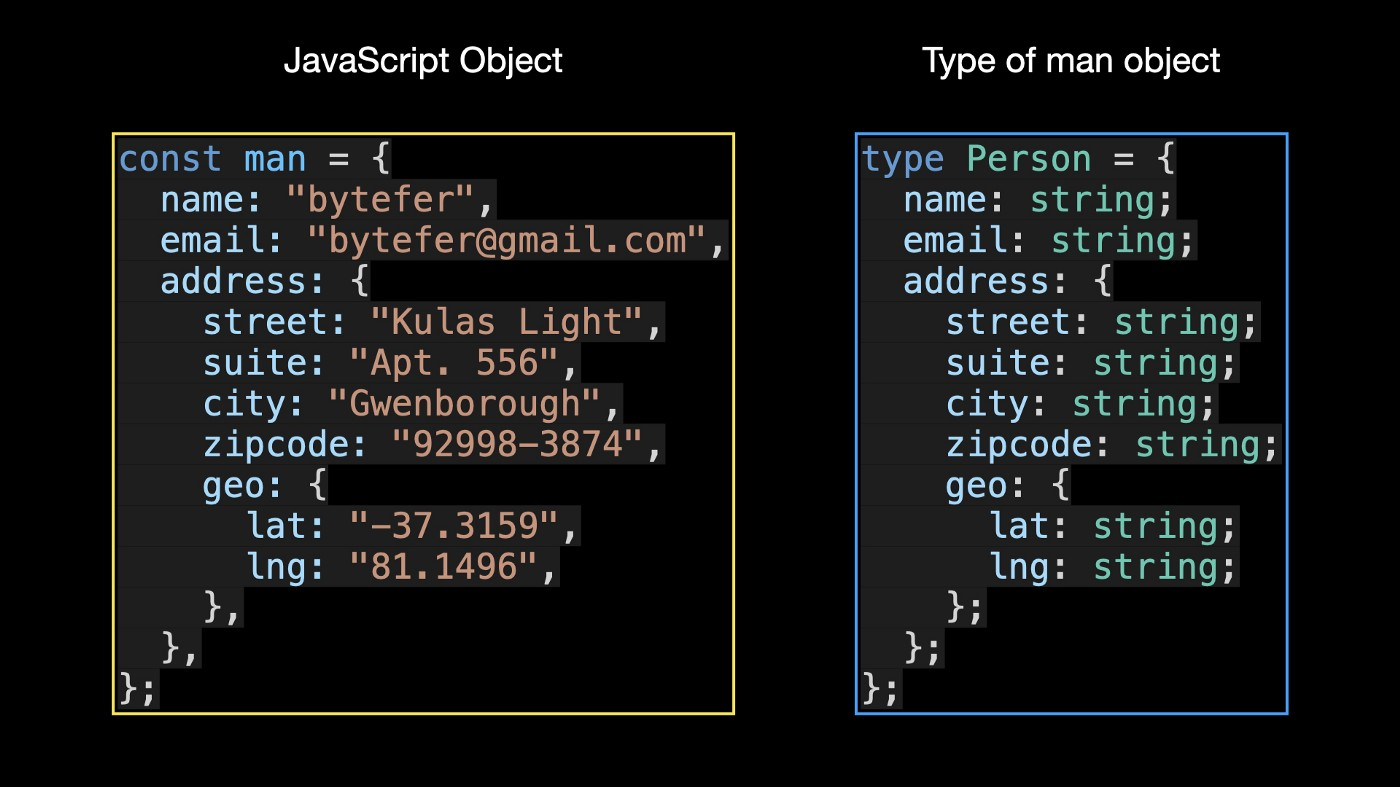 JavaScript Object
const man = {
  name: "bytefer",
  email: "bytefer@gmail.com",
  address: {
    street: "Kulas Light",
    suite: "Apt. 556",
    city: "Gwenborough",
    zipcode: "92998-3874",
    geo: {
      lat: "-37.3159",
      lng: "81.1496",
    },
  },
};
Type of man object
type Person = {
  name: string;
  email: string;
  address: {
    street: string;
    suite: string;
    city: string;
    zipcode: string;
    geo: {
      lat: string;
      lng: string;
    };
  };
};